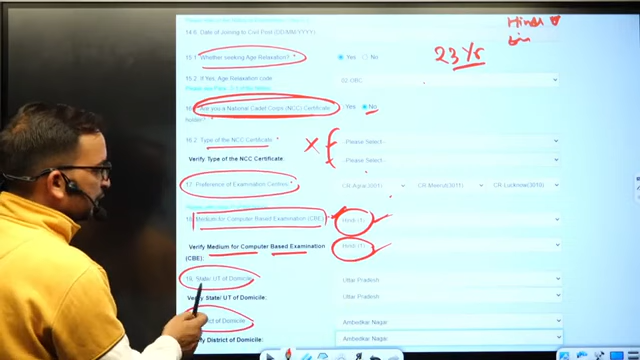 Hindi
14.6 Date of Joining to Civil Post (DD-MM-YYYY)
15.1 Whether seeking Age Relaxation? * Yes No
23 Yr
15.2 If Yes, Age Relaxation code 02-OBC
Are you a National Cadet Corps (NCC) Certificate Yes No
holder?
16.2 Type of the NCC Certificate * - Please Select -
Verify Type of the NCC Certificate - Please Select -
17. Preference of Examination Centres * CR-Agra(3001) CR-Meerut(3011) CR-Lucknow(3010)
18. Medium for Computer Based Examination (CBE) Hindi (1)
Verify Medium for Computer Based Examination Hindi (1)
(CBE)
19. State/ UT of Domicile Uttar Pradesh
Verify State/ UT of Domicile Uttar Pradesh
of Domicile Ambedkar Nagar
Verify District of Domicile Ambedkar Nagar